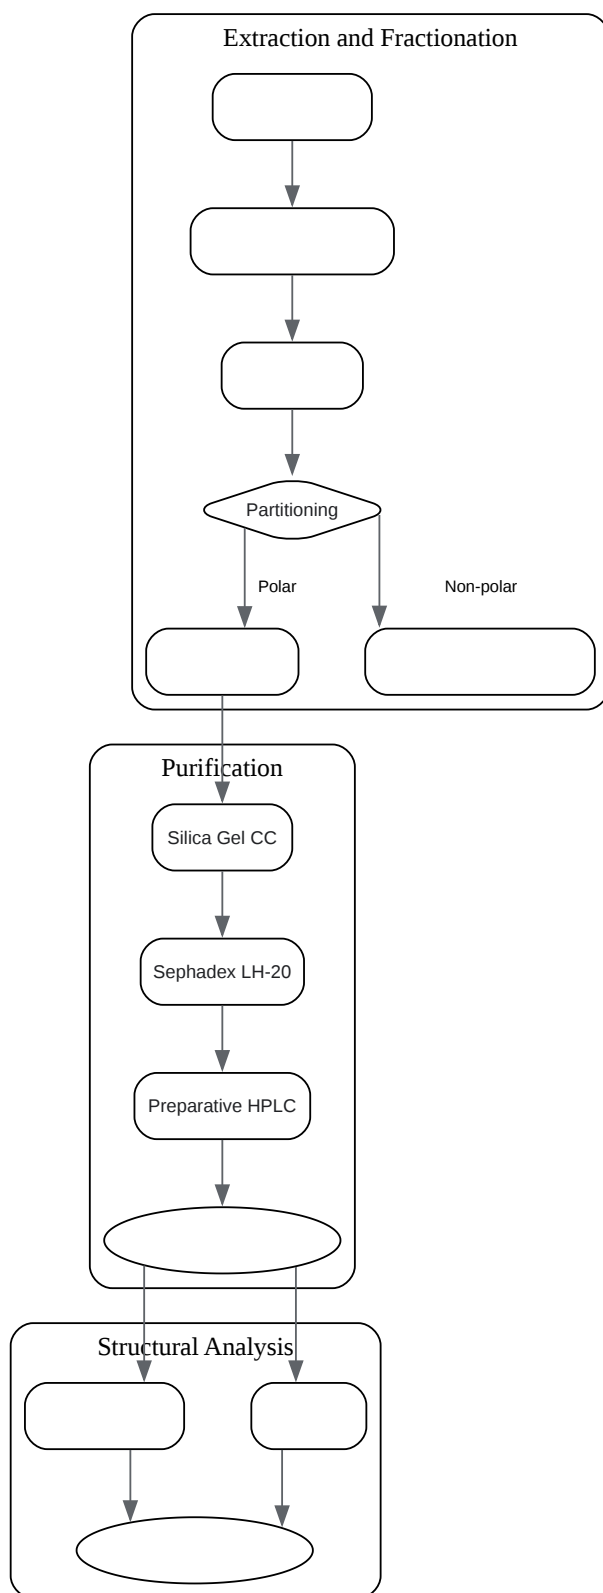 Extraction and Fractionation
Partitioning
Polar
Non-polar
Purification
Silica Gel CC
Sephadex LH-20
Preparative HPLC
Structural Analysis